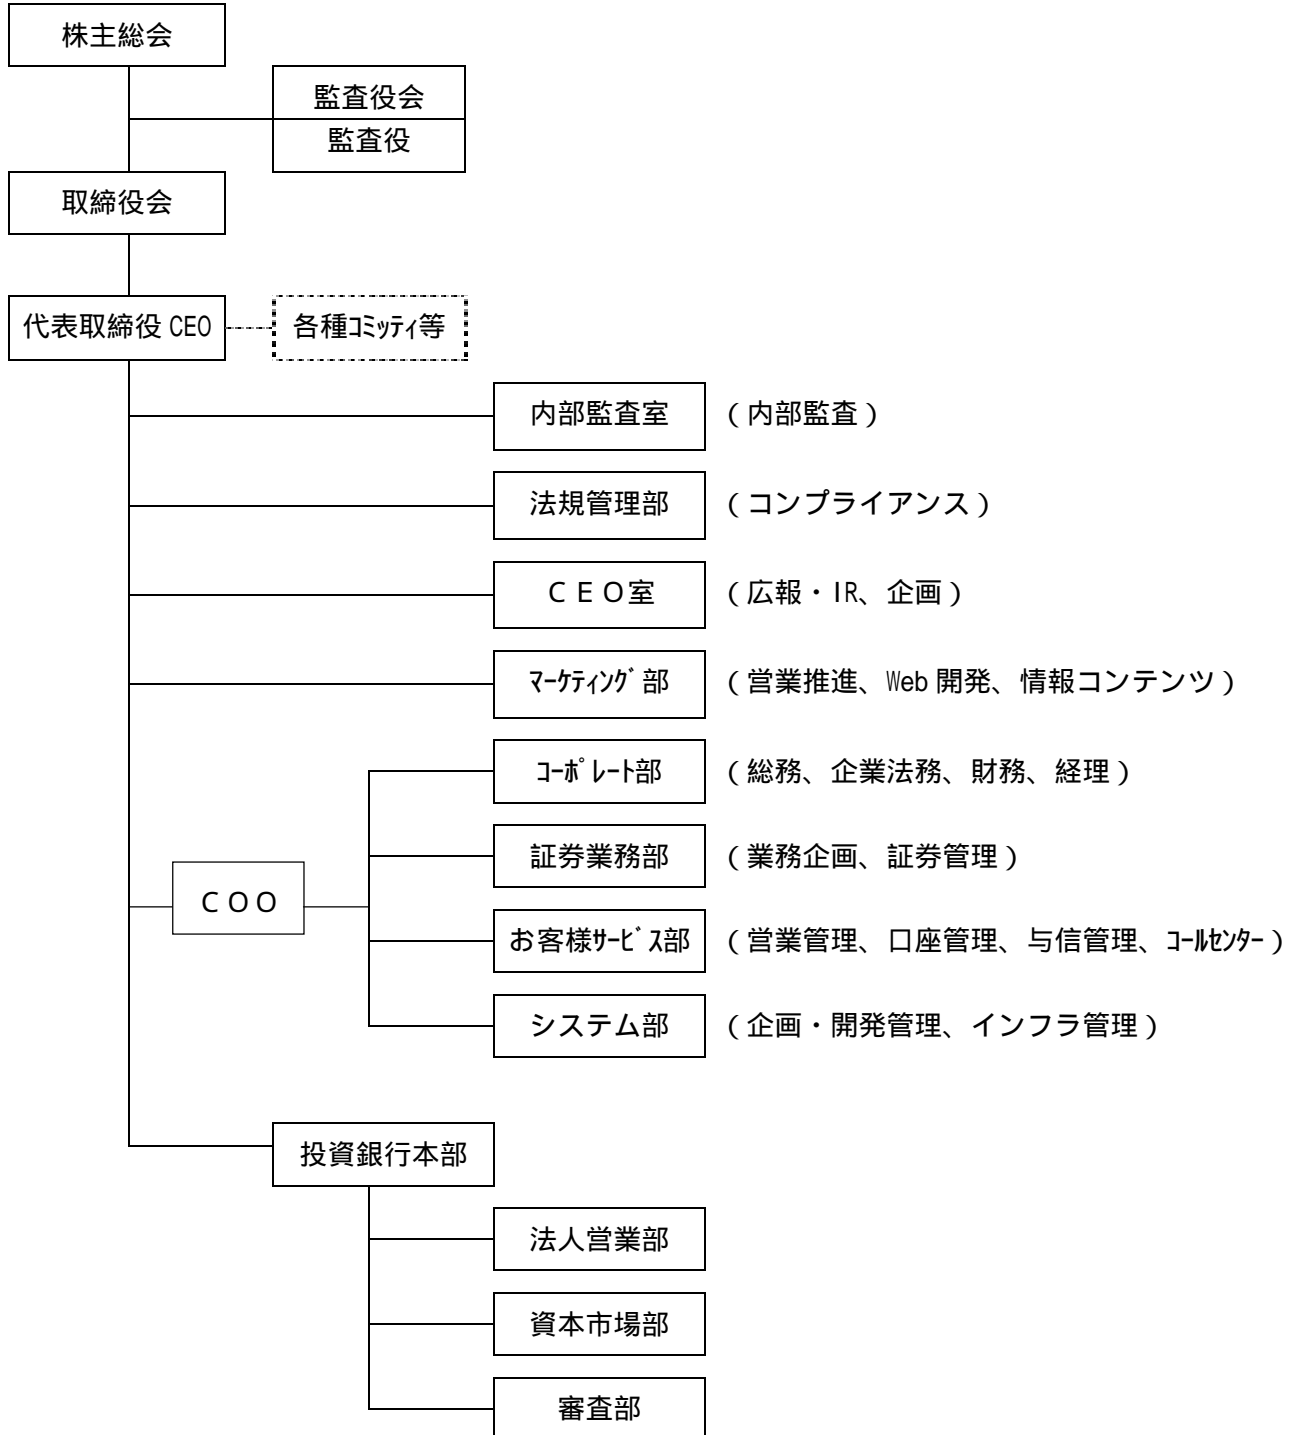 株主総会
監査役会
監査役
取締役会
代表取締役 CEO
各種ｺﾐｯﾃｨ等
内部監査室 （内部監査）
法規管理部 （コンプライアンス）
ＣＥＯ室 （広報・IR、企画）
ﾏｰｹﾃｨﾝｸﾞ部 （営業推進、Web 開発、情報コンテンツ）
ｺｰﾎﾟﾚｰﾄ部 （総務、企業法務、財務、経理）
証券業務部 （業務企画、証券管理）
ＣＯＯ
お客様ｻｰﾋﾞｽ部 （営業管理、口座管理、与信管理、ｺｰﾙｾﾝﾀｰ）
システム部 （企画・開発管理、インフラ管理）
投資銀行本部
法人営業部
資本市場部
審査部